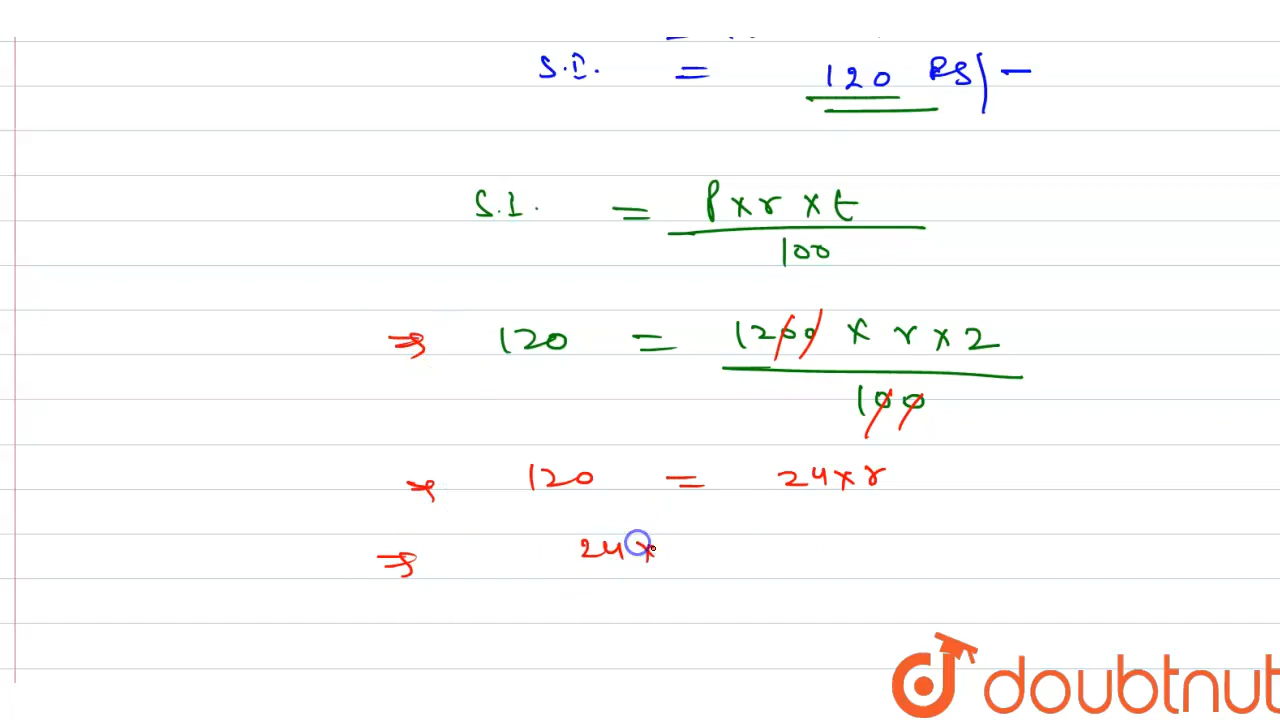 S.I. = 120 RS/-
S.I. = P × r × t
100
⇒ 120 = 1200 × r × 2
100
⇒ 120 = 24 × r
⇒ 24 ×
doubtnut